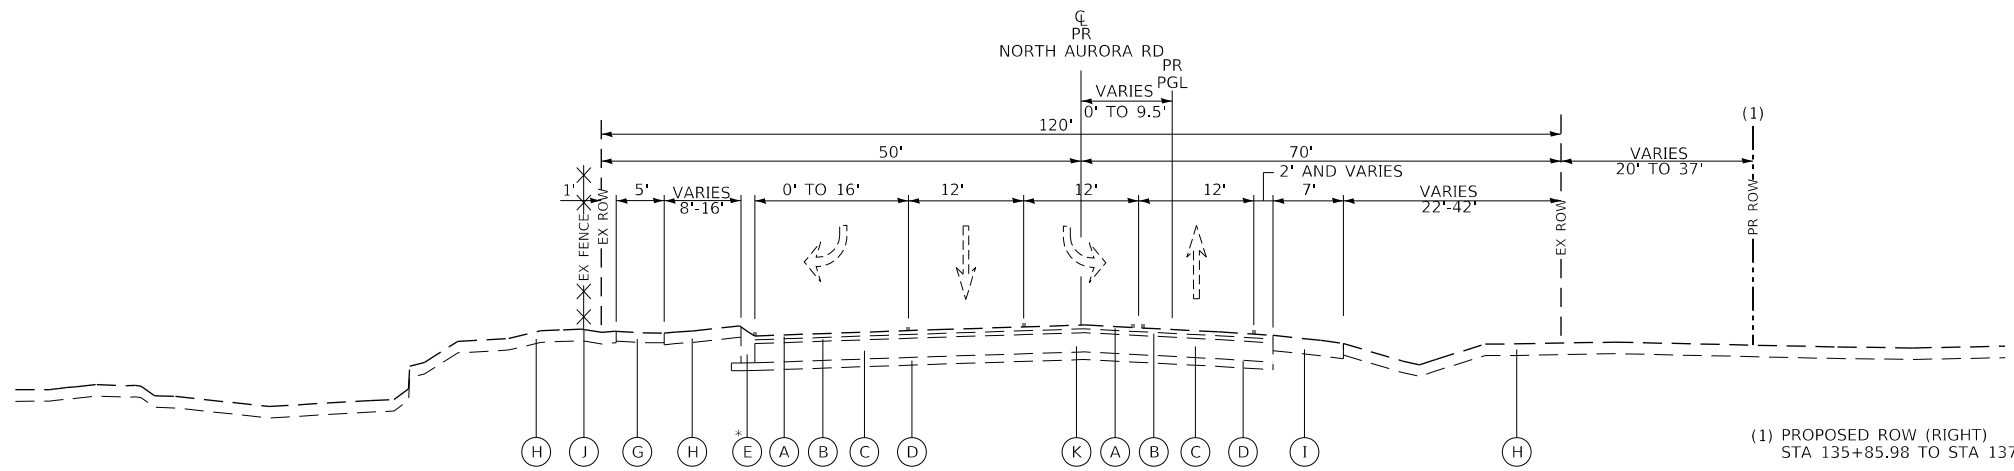 ℄
PR
NORTH AURORA RD
PR
PGL
VARIES
0' TO 9.5'
120'
(1)
50'
70'
VARIES
20' TO 37'
2' AND VARIES
1'
5'
VARIES
8'-16'
0' TO 16'
12'
12'
12'
7'
VARIES
22'-42'
EX FENCE
EX ROW
EX ROW
PR ROW
*
H
J
G
H
E
A
B
C
D
K
A
B
C
D
I
H
(1) PROPOSED ROW (RIGHT)
STA 135+85.98 TO STA 137